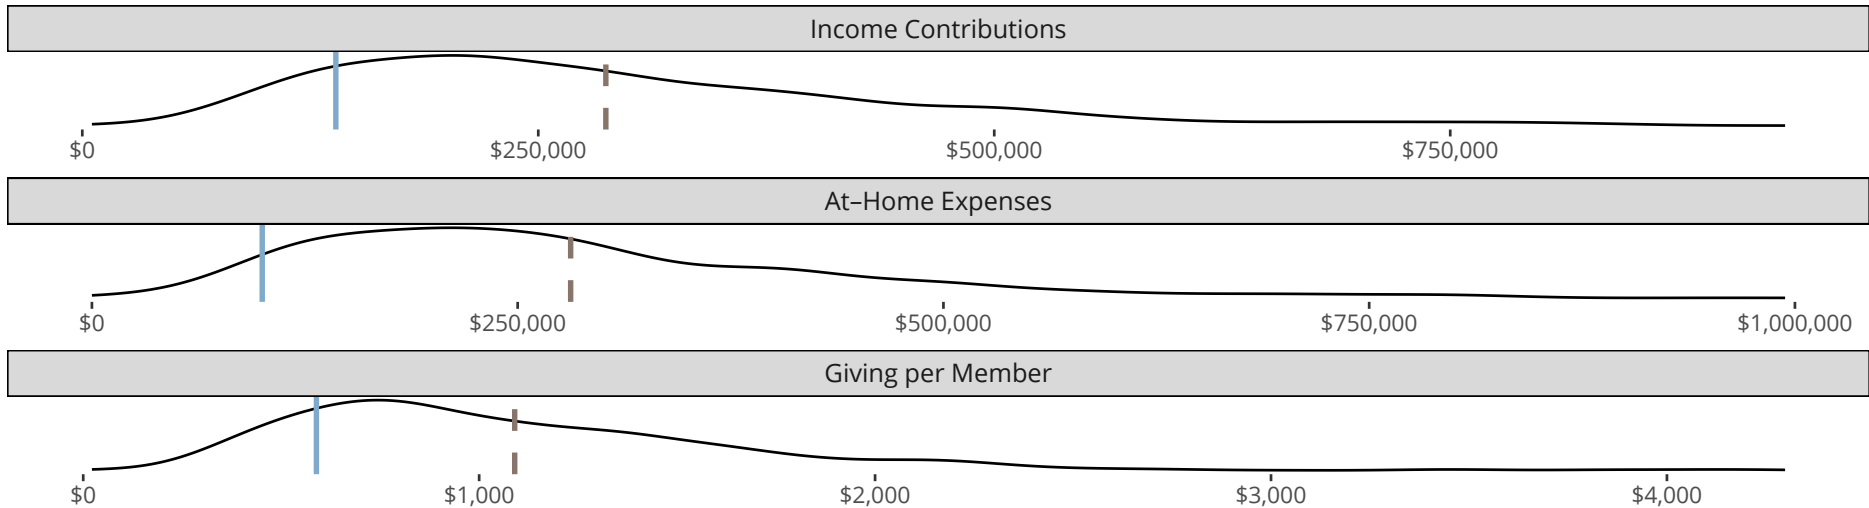 Income Contributions
$0 $250,000 $500,000 $750,000
At–Home Expenses
$0 $250,000 $500,000 $750,000 $1,000,000
Giving per Member
$0 $1,000 $2,000 $3,000 $4,000